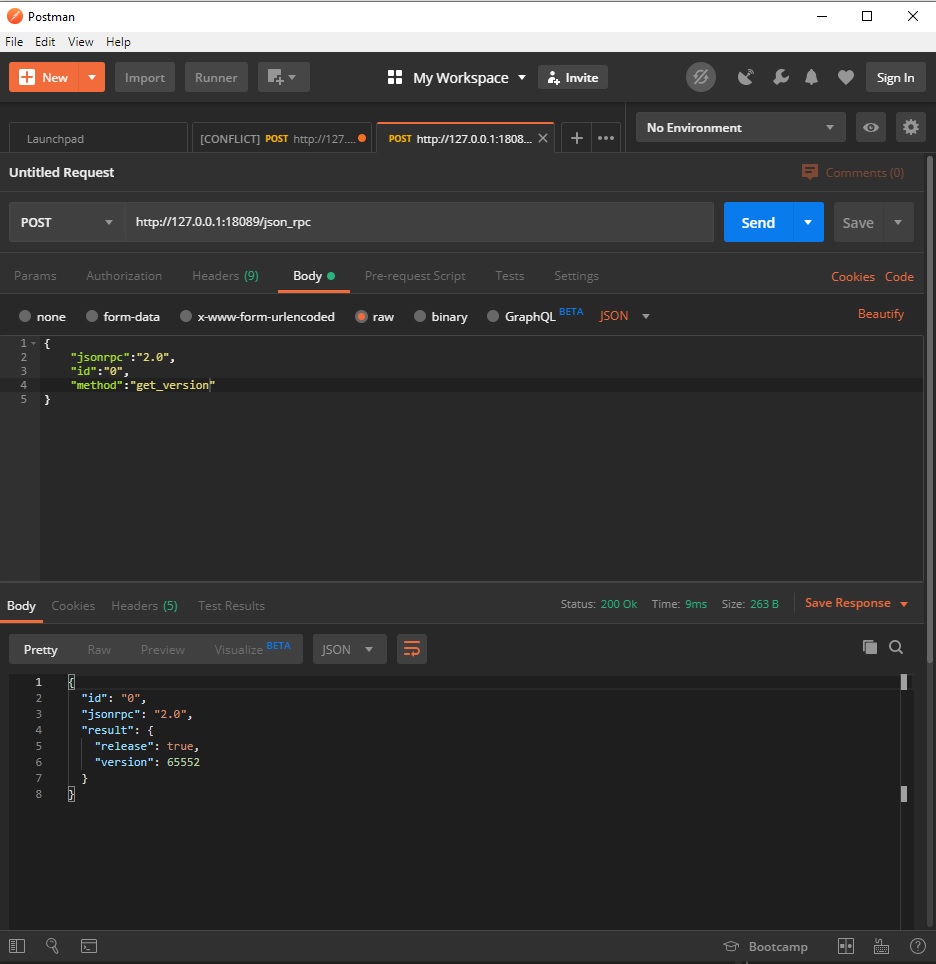 Postman
File Edit View Help
New Import Runner My Workspace Invite Sign In
Launchpad [CONFLICT] POST http://127.... POST http://127.0.0.1:1808... No Environment
Untitled Request Comments (0)
POST http://127.0.0.1:18089/json_rpc Send Save
Params Authorization Headers (9) Body Pre-request Script Tests Settings Cookies Code
none form-data x-www-form-urlencoded raw binary GraphQL BETA JSON Beautify
1 {
2 "jsonrpc":"2.0",
3 "id":"0",
4 "method":"get_version"
5 }
Body Cookies Headers (5) Test Results Status: 200 Ok Time: 9ms Size: 263 B Save Response
Pretty Raw Preview Visualize BETA JSON
1 {
2 "id": "0",
3 "jsonrpc": "2.0",
4 "result": {
5 "release": true,
6 "version": 65552
7 }
8 }
Bootcamp